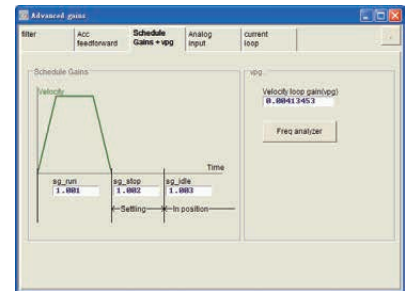 Advanced gains
filter
Acc feedforward
Schedule Gains + vpg
Analog input
current loop
Schedule Gains
Velocity
Time
sg_run
1.001
sg_stop
1.002
sg_idle
1.003
Settling
In position
vpg
Velocity loop gain(vpg)
0.00413453
Freq analyzer